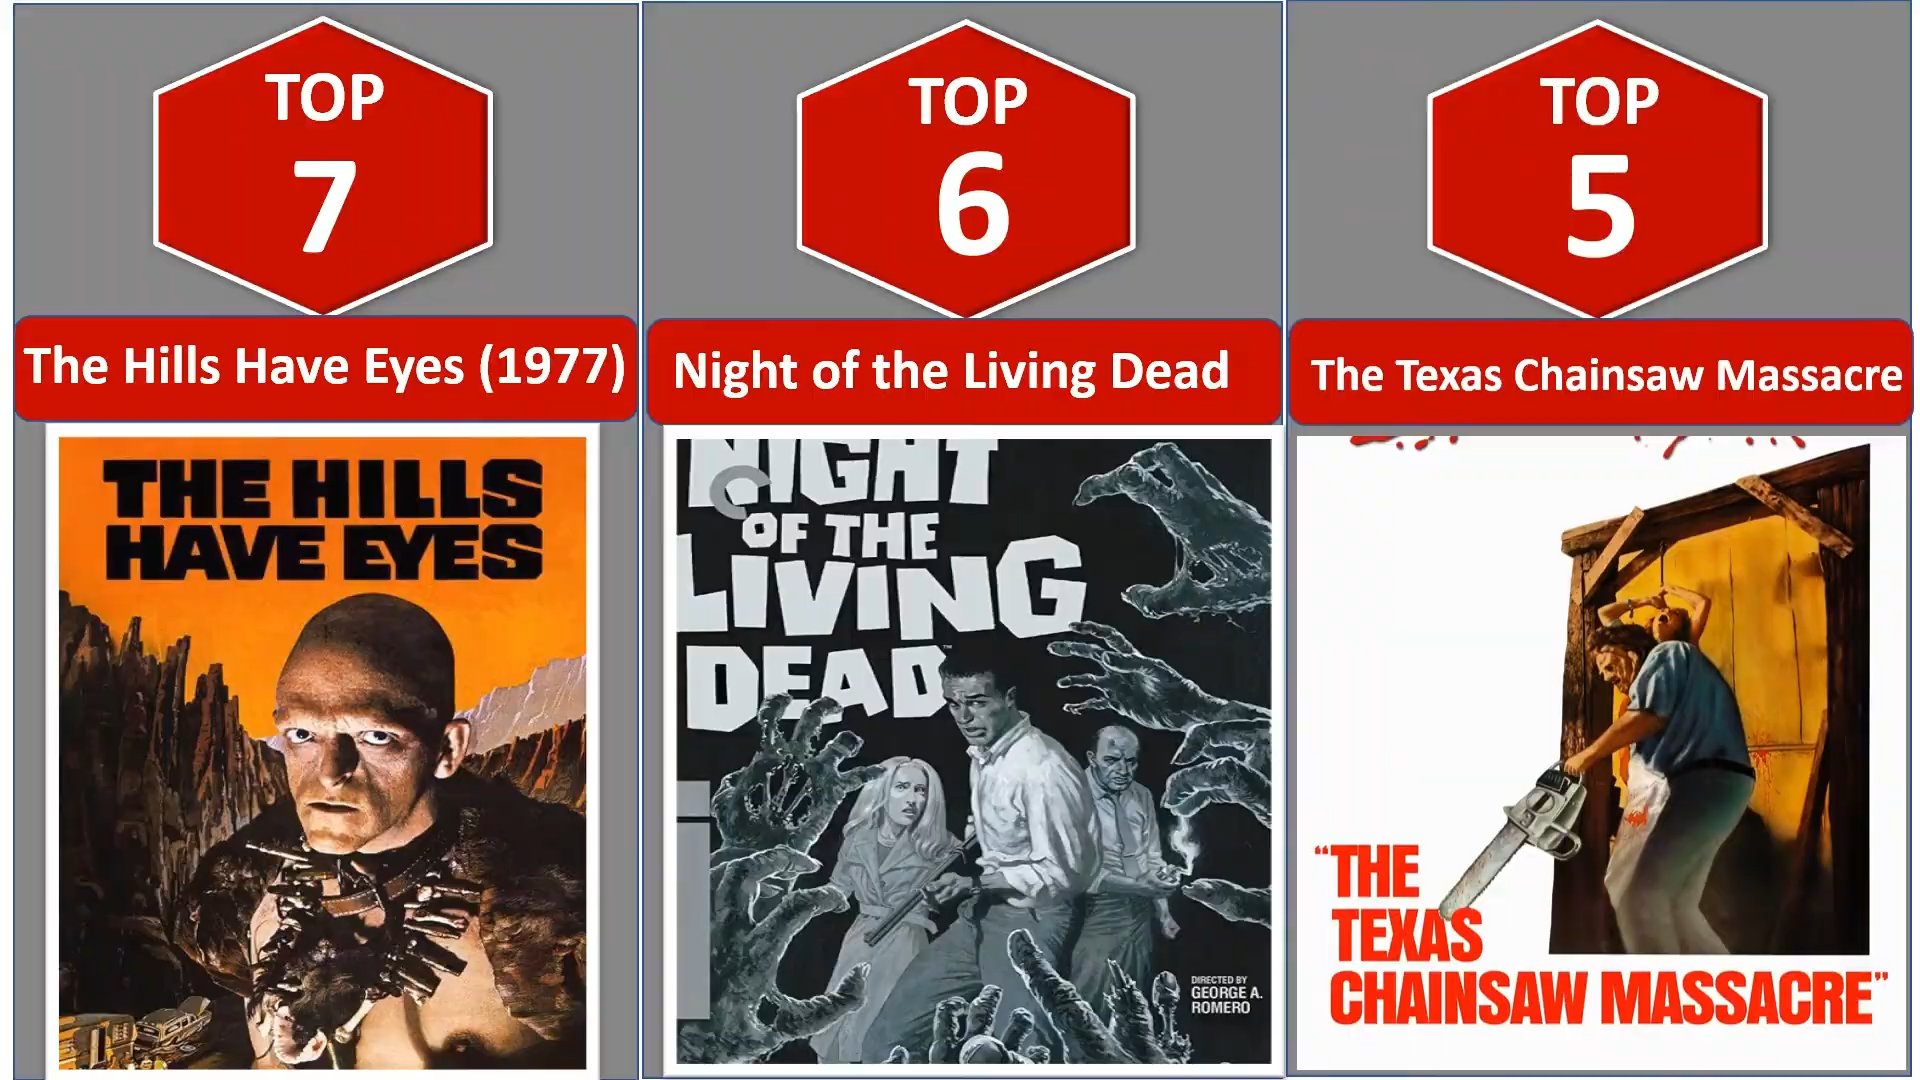 TOP
7
The Hills Have Eyes (1977)
THE HILLS
HAVE EYES
TOP
6
Night of the Living Dead
NIGHT
OF THE
LIVING
DEAD™
DIRECTED BY
GEORGE A.
ROMERO
TOP
5
The Texas Chainsaw Massacre
"THE
TEXAS
CHAINSAW MASSACRE"